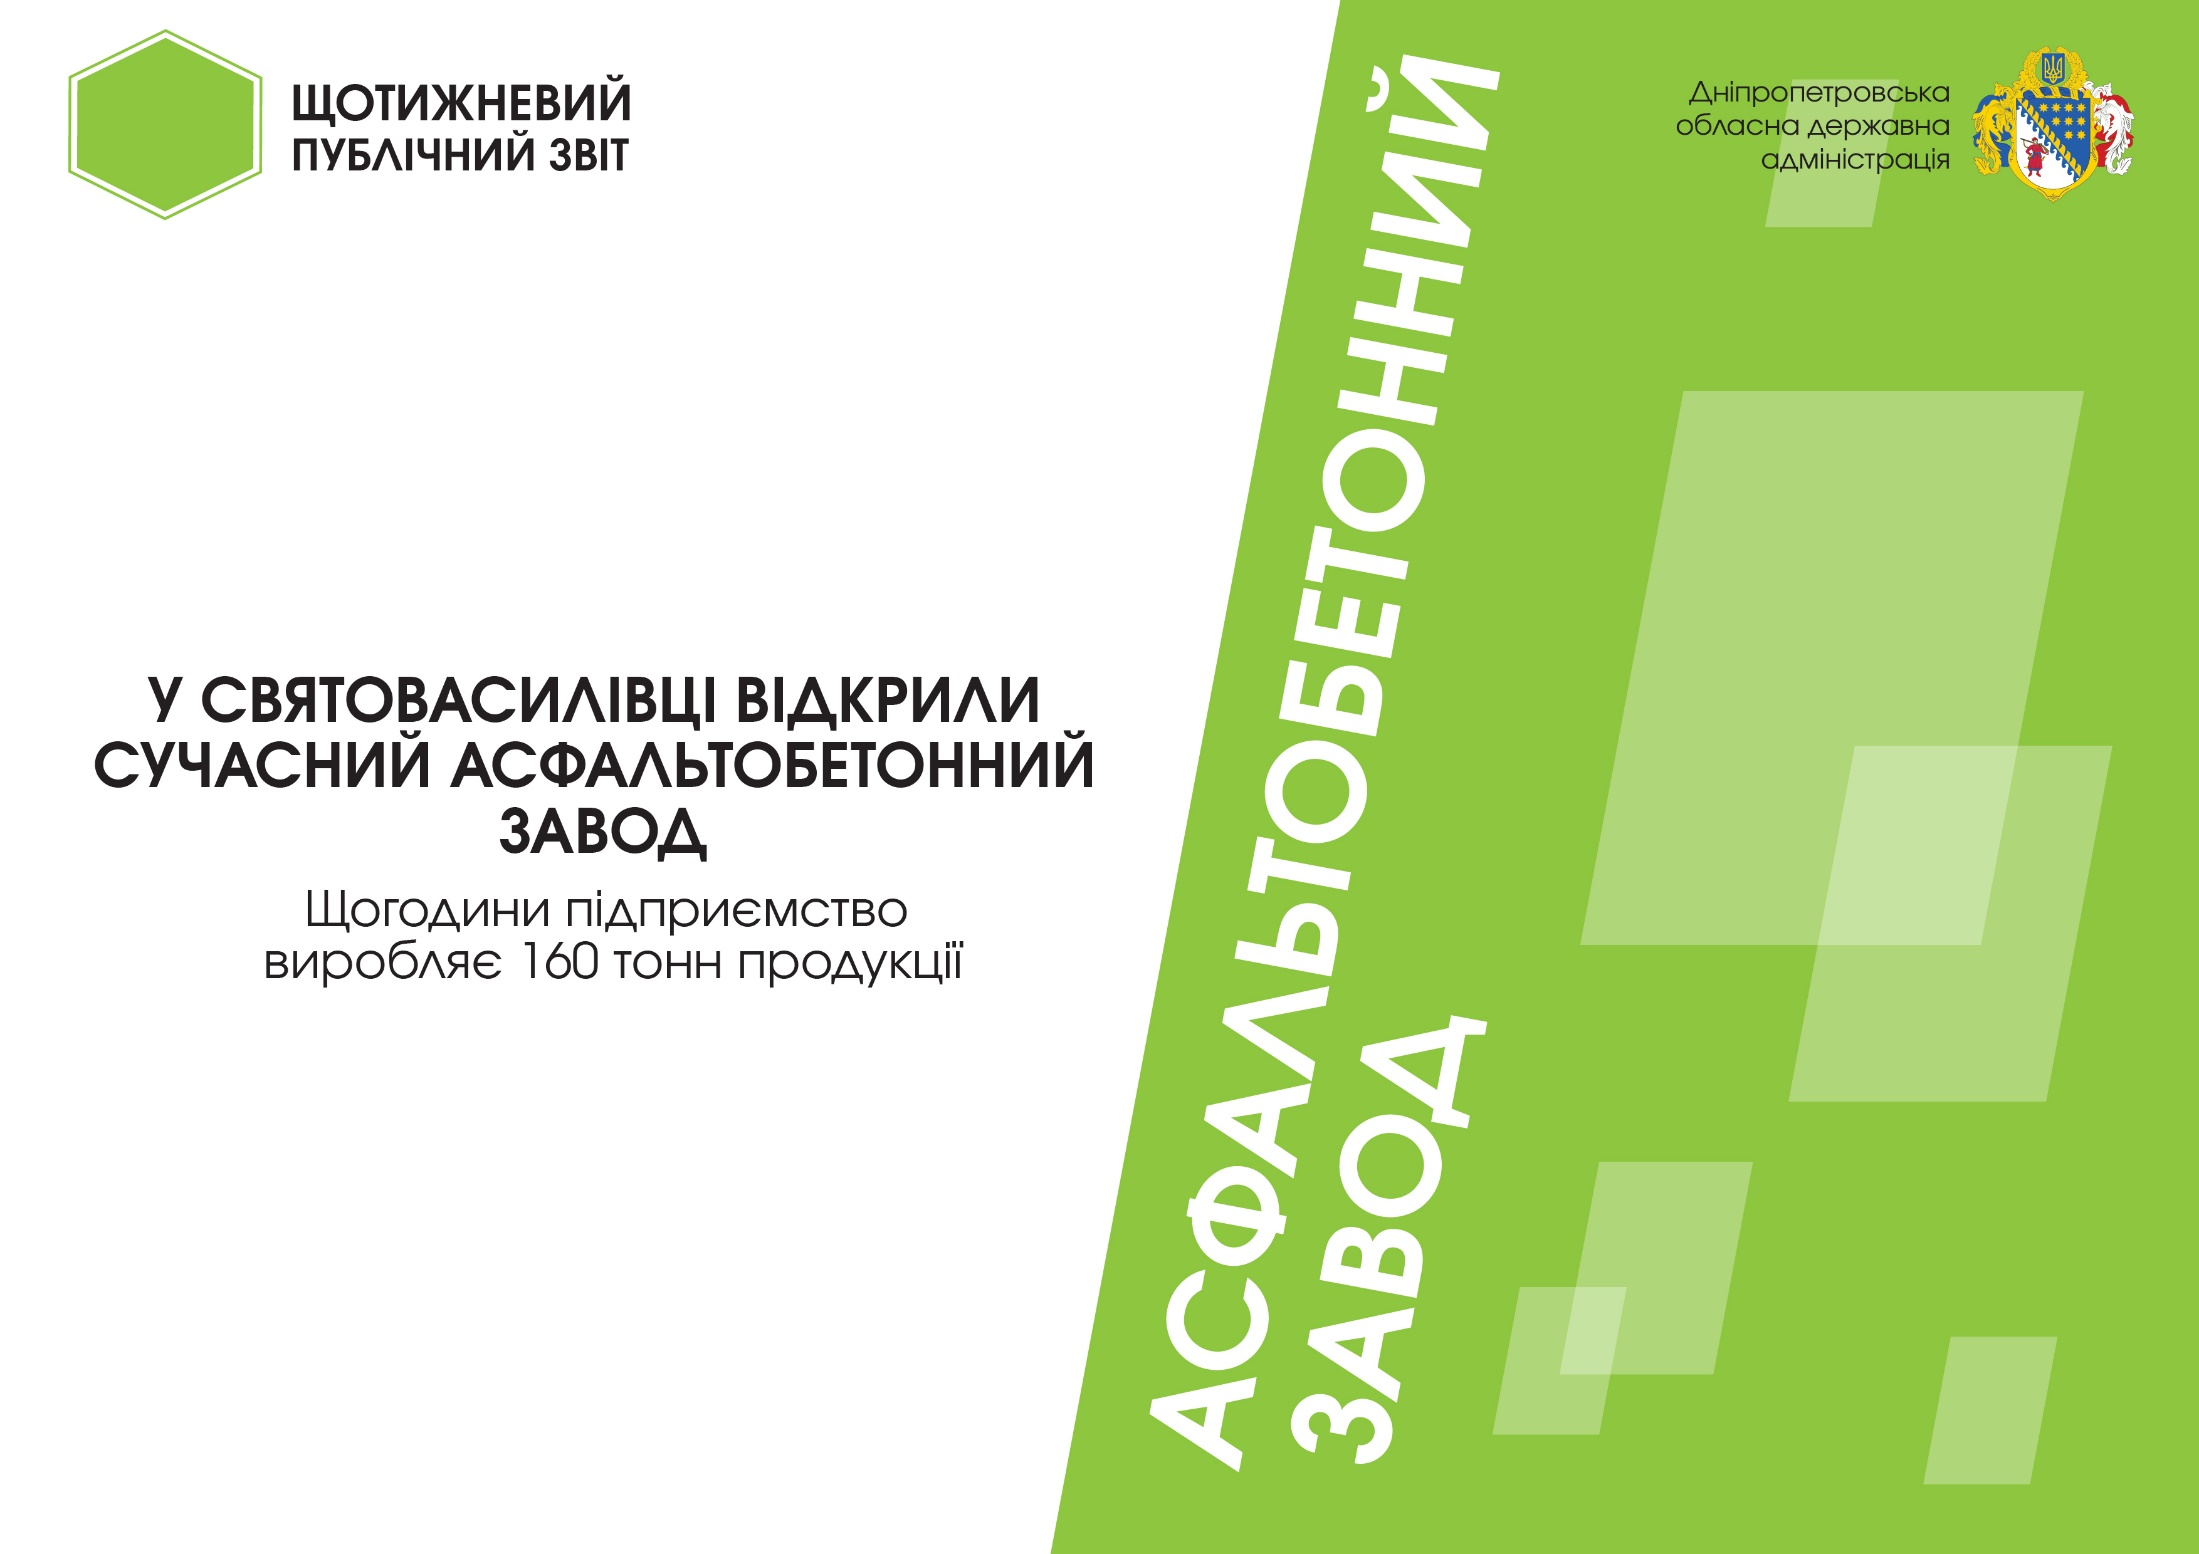 ЩОТИЖНЕВИЙ
ПУБЛІЧНИЙ ЗВІТ
Дніпропетровська
обласна державна
адміністрація
У СВЯТОВАСИЛІВЦІ ВІДКРИЛИ
СУЧАСНИЙ АСФАЛЬТОБЕТОННИЙ
ЗАВОД
Щогодини підприємство
виробляє 160 тонн продукції
АСФАЛЬТОБЕТОННИЙ
ЗАВОД